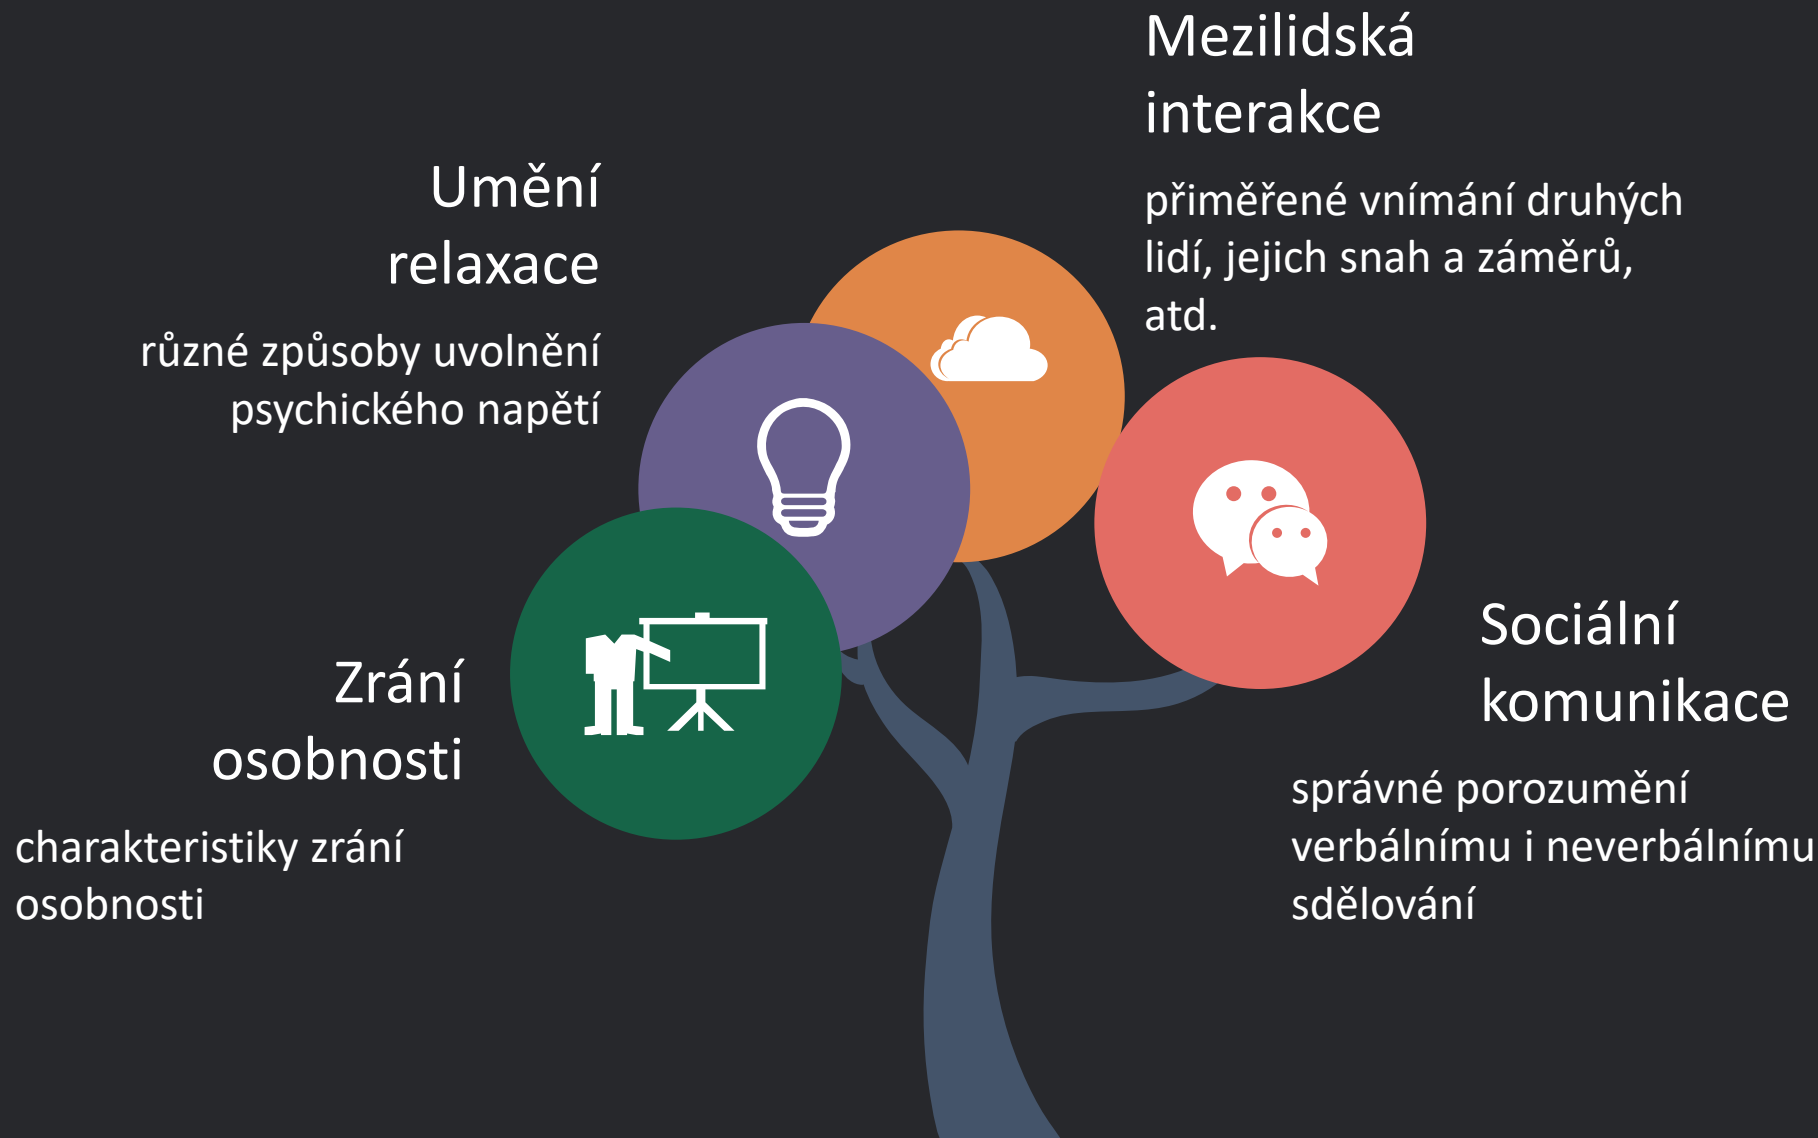 Mezilidská
interakce
přiměřené vnímání druhých
lidí, jejich snah a záměrů,
atd.
Umění
relaxace
různé způsoby uvolnění
psychického napětí
Sociální
komunikace
správné porozumění
verbálnímu i neverbálnímu
sdělování
Zrání
osobnosti
charakteristiky zrání
osobnosti